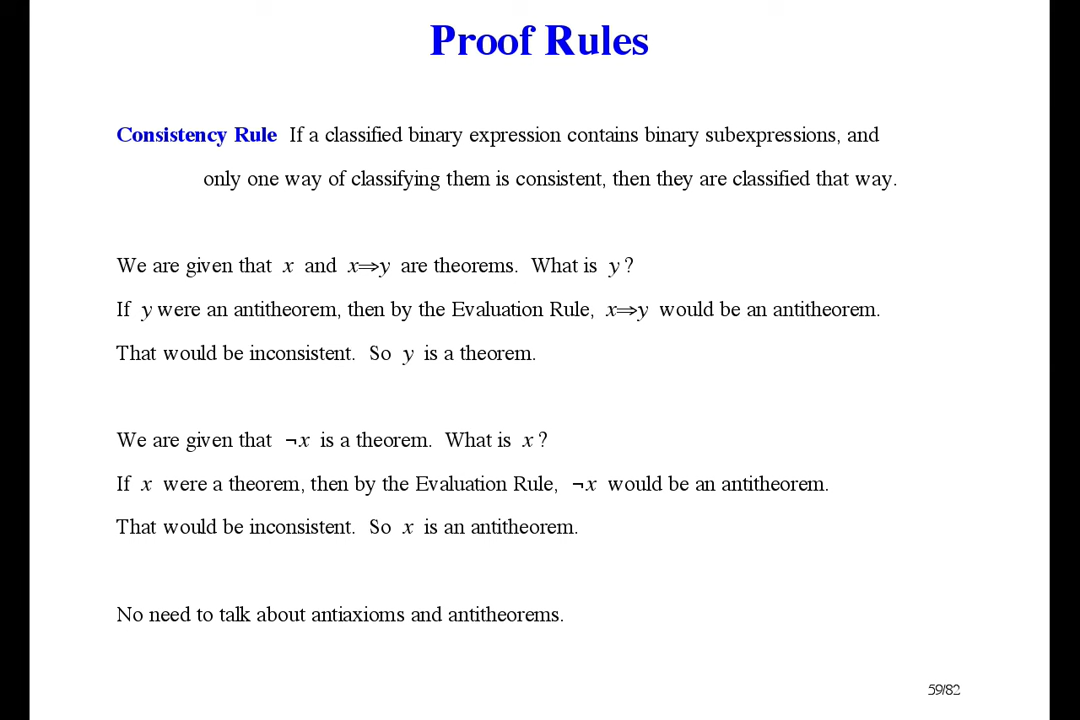 Proof Rules
Consistency Rule If a classified binary expression contains binary subexpressions, and
only one way of classifying them is consistent, then they are classified that way.
We are given that x and x⇒y are theorems. What is y?
If y were an antitheorem, then by the Evaluation Rule, x⇒y would be an antitheorem.
That would be inconsistent. So y is a theorem.
We are given that ¬x is a theorem. What is x?
If x were a theorem, then by the Evaluation Rule, ¬x would be an antitheorem.
That would be inconsistent. So x is an antitheorem.
No need to talk about antiaxioms and antitheorems.
59/82